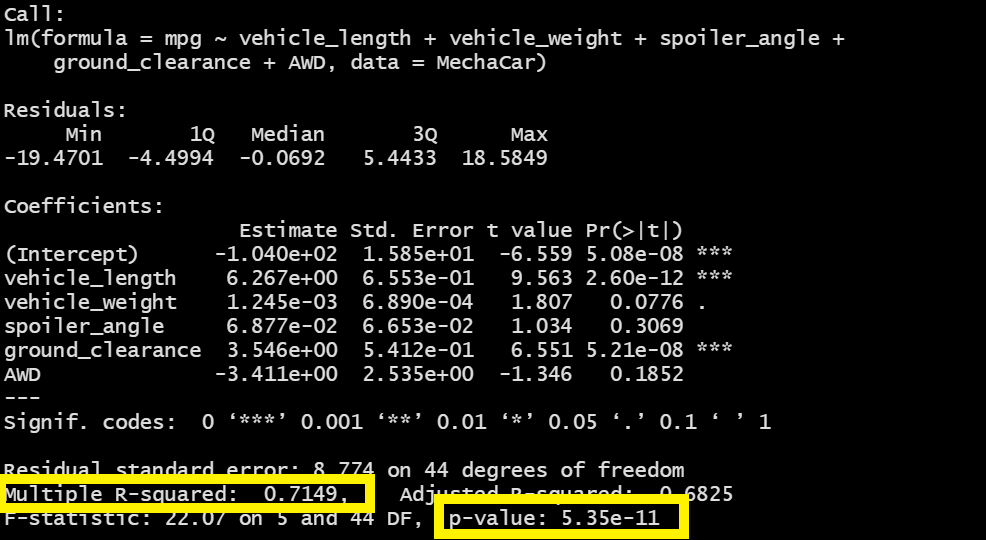 Call:
lm(formula = mpg ~ vehicle_length + vehicle_weight + spoiler_angle +
    ground_clearance + AWD, data = MechaCar)

Residuals:
     Min       1Q   Median       3Q      Max
-19.4701  -4.4994  -0.0692   5.4433  18.5849

Coefficients:
                   Estimate Std. Error t value Pr(>|t|)
(Intercept)      -1.040e+02  1.585e+01  -6.559 5.08e-08 ***
vehicle_length    6.267e+00  6.553e-01   9.563 2.60e-12 ***
vehicle_weight    1.245e-03  6.890e-04   1.807   0.0776 .
spoiler_angle     6.877e-02  6.653e-02   1.034   0.3069
ground_clearance  3.546e+00  5.412e-01   6.551 5.21e-08 ***
AWD              -3.411e+00  2.535e+00  -1.346   0.1852
---
Signif. codes:  0 ‘***’ 0.001 ‘**’ 0.01 ‘*’ 0.05 ‘.’ 0.1 ‘ ’ 1

Residual standard error: 8.774 on 44 degrees of freedom
Multiple R-squared:  0.7149,    Adjusted R-squared:  0.6825
F-statistic: 22.07 on 5 and 44 DF,  p-value: 5.35e-11